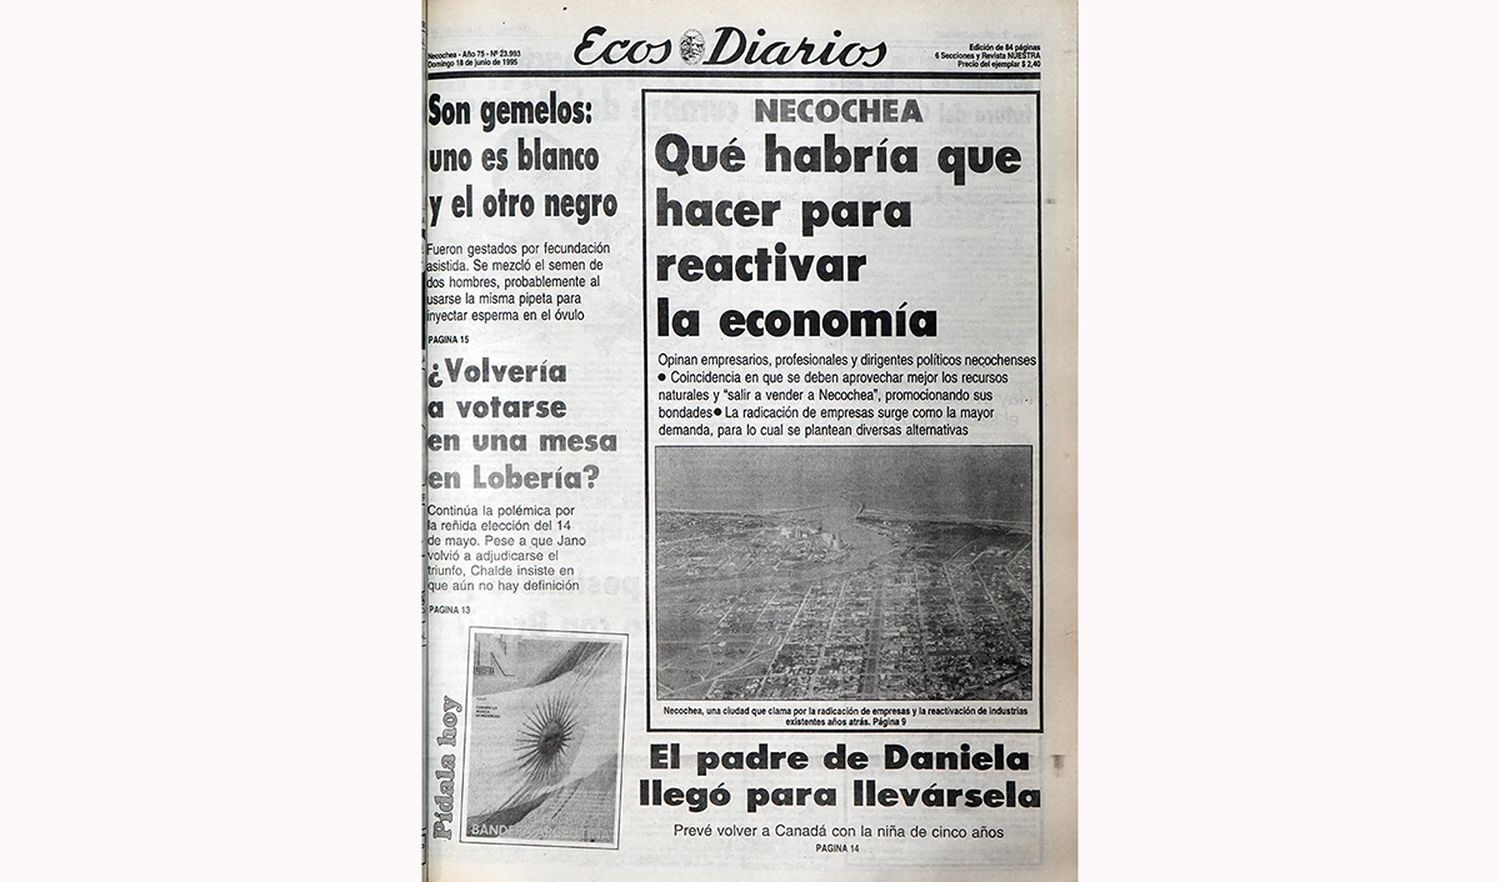 Necochea - Año 75 - Nº 23.993
Domingo 18 de junio de 1995
Ecos Diarios
Edición de 84 páginas
6 Secciones y Revista NUESTRA
Precio del ejemplar $ 2,40
Son gemelos:
uno es blanco
y el otro negro
Fueron gestados por fecundación
asistida. Se mezcló el semen de
dos hombres, probablemente al
usarse la misma pipeta para
inyectar esperma en el óvulo
PAGINA 15
¿Volvería
a votarse
en una mesa
en Lobería?
Continúa la polémica por
la reñida elección del 14
de mayo. Pese a que Jano
volvió a adjudicarse el
triunfo, Chalde insiste en
que aún no hay definición
PAGINA 13
Pídala hoy
N
NUESTRA
BANDERA ARGENTINA
NECOCHEA
Qué habría que
hacer para
reactivar
la economía
Opinan empresarios, profesionales y dirigentes políticos necochenses
● Coincidencia en que se deben aprovechar mejor los recursos
naturales y “salir a vender a Necochea”, promocionando sus
bondades● La radicación de empresas surge como la mayor
demanda, para lo cual se plantean diversas alternativas
Necochea, una ciudad que clama por la radicación de empresas y la reactivación de industrias
existentes años atrás. Página 9
El padre de Daniela
llegó para llevársela
Prevé volver a Canadá con la niña de cinco años
PAGINA 14